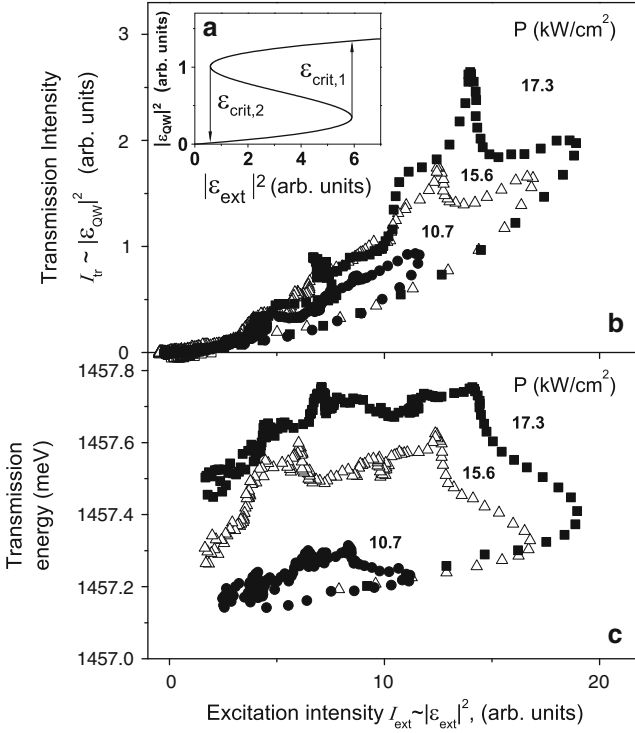 a
|ε_QW|² (arb. units)
1
0
ε_crit,1
ε_crit,2
0 2 4 6
|ε_ext|² (arb. units)
P (kW/cm²)
17.3
15.6
10.7
3
2
1
0
Transmission Intensity
I_tr ~ |ε_QW|² (arb. units)
b
1457.8
1457.6
1457.4
1457.2
1457.0
Transmission
energy (meV)
P (kW/cm²)
17.3
15.6
10.7
c
0 5 10 15 20
Excitation intensity I_ext~|ε_ext|², (arb. units)